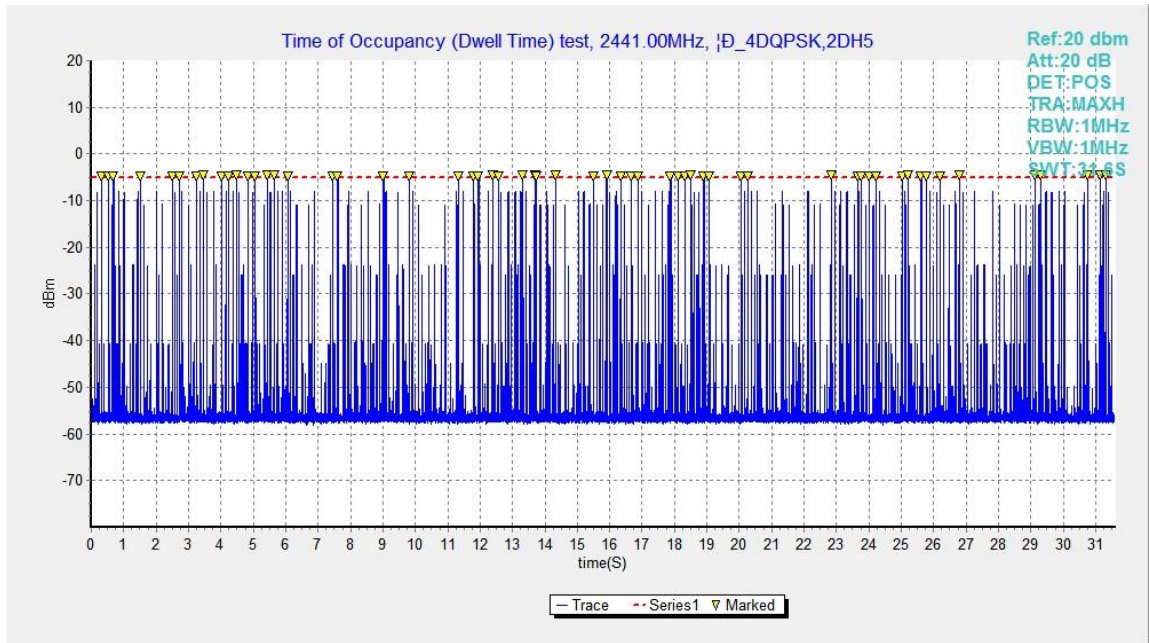 Time of Occupancy (Dwell Time) test, 2441.00MHz, ¦Ð_4DQPSK,2DH5
Ref:20 dbm
Att:20 dB
DET:POS
TRA:MAXH
RBW:1MHz
VBW:1MHz
SWT:31.6S
20
10
0
-10
-20
-30
-40
-50
-60
-70
dBm
0 1 2 3 4 5 6 7 8 9 10 11 12 13 14 15 16 17 18 19 20 21 22 23 24 25 26 27 28 29 30 31
time(S)
Trace Series1 Marked